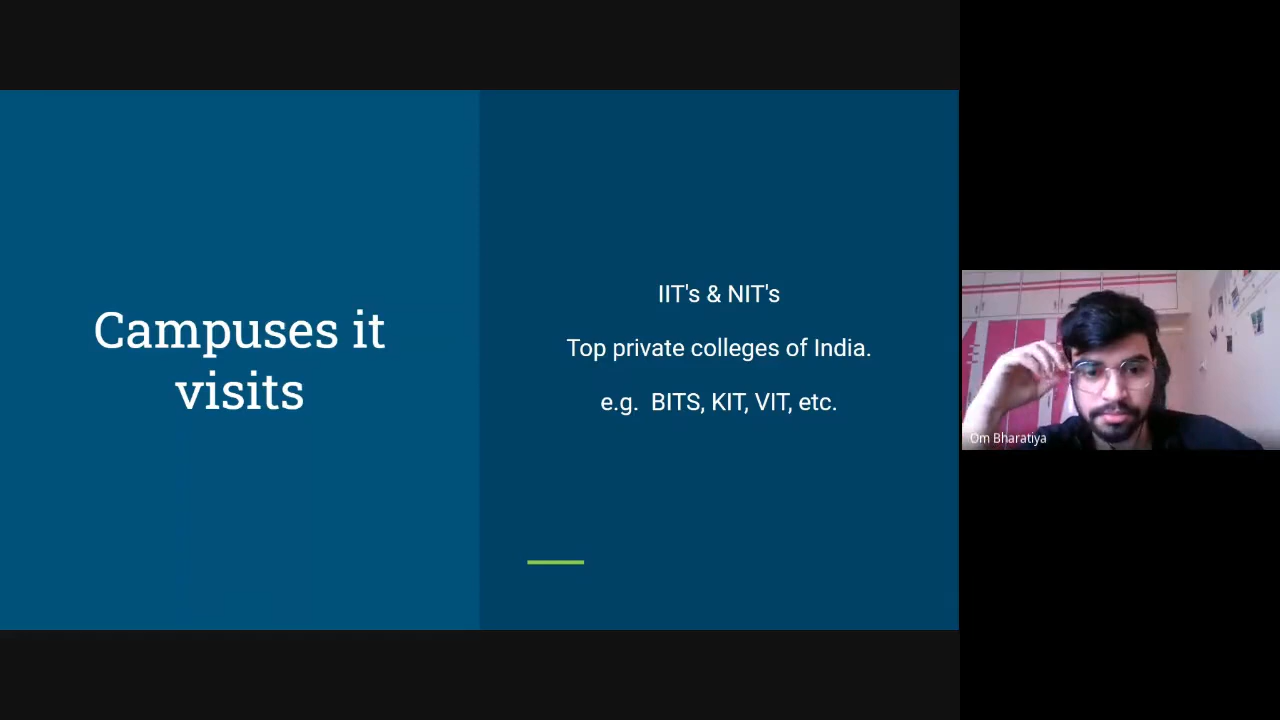 Campuses it
visits
IIT's & NIT's
Top private colleges of India.
e.g.  BITS, KIT, VIT, etc.
Om Bharatiya